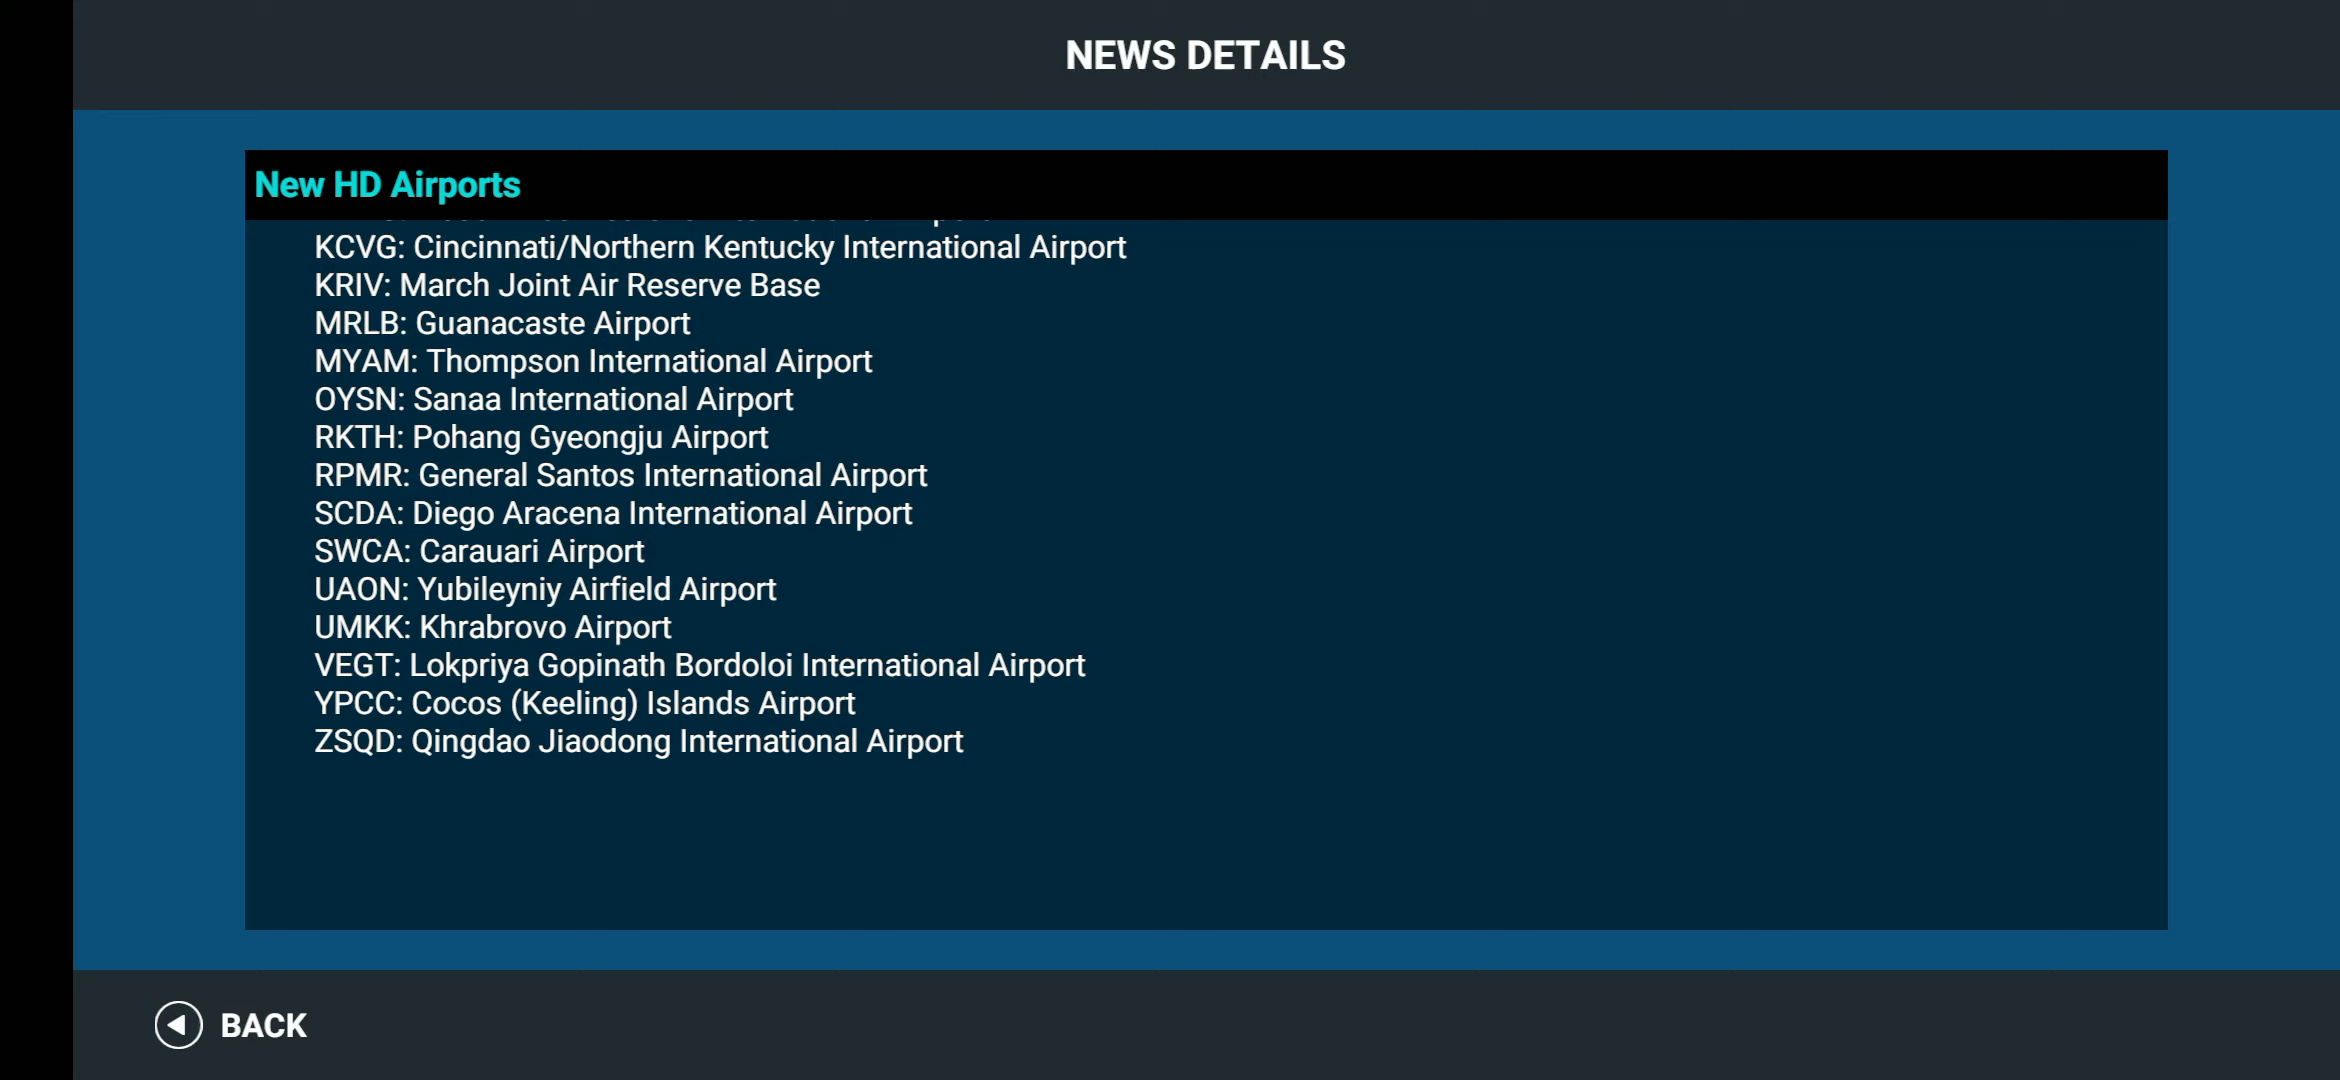 NEWS DETAILS
New HD Airports
KCVG: Cincinnati/Northern Kentucky International Airport
KRIV: March Joint Air Reserve Base
MRLB: Guanacaste Airport
MYAM: Thompson International Airport
OYSN: Sanaa International Airport
RKTH: Pohang Gyeongju Airport
RPMR: General Santos International Airport
SCDA: Diego Aracena International Airport
SWCA: Carauari Airport
UAON: Yubileyniy Airfield Airport
UMKK: Khrabrovo Airport
VEGT: Lokpriya Gopinath Bordoloi International Airport
YPCC: Cocos (Keeling) Islands Airport
ZSQD: Qingdao Jiaodong International Airport
BACK